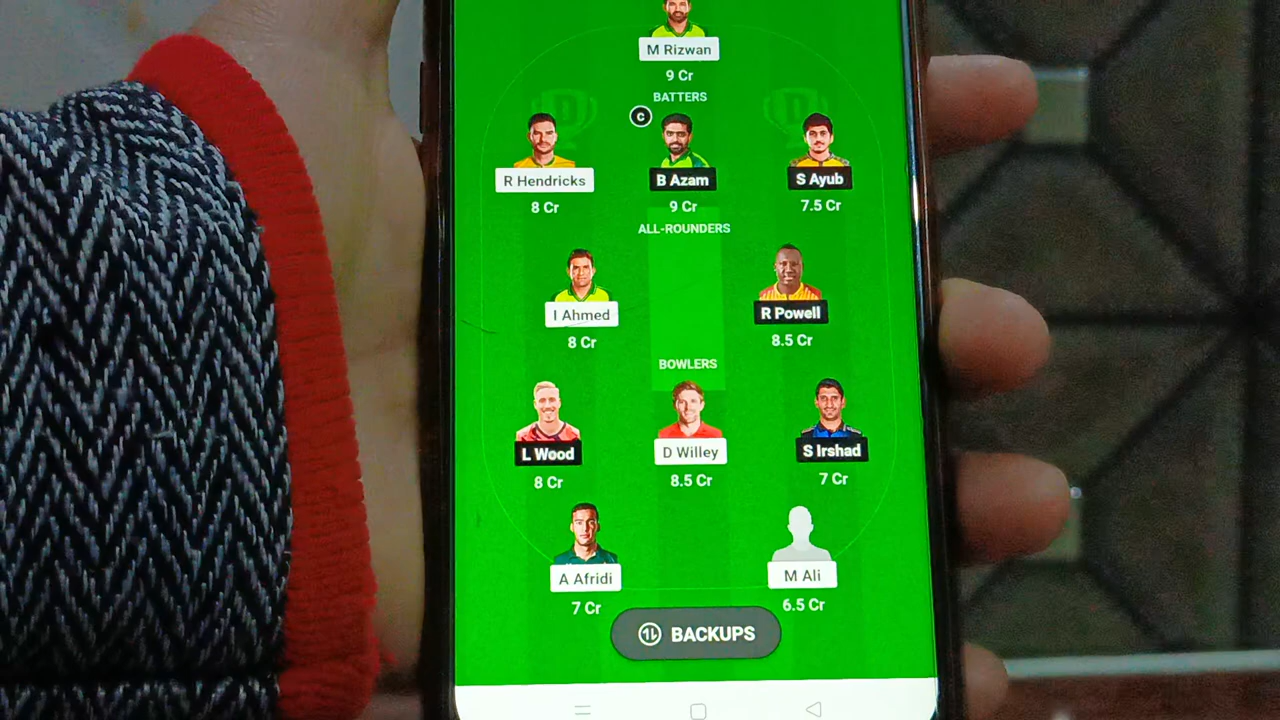 M Rizwan
9 Cr
BATTERS
C
R Hendricks
B Azam
S Ayub
8 Cr
9 Cr
7.5 Cr
ALL-ROUNDERS
I Ahmed
R Powell
8 Cr
8.5 Cr
BOWLERS
L Wood
D Willey
S Irshad
8 Cr
8.5 Cr
7 Cr
A Afridi
M Ali
7 Cr
6.5 Cr
BACKUPS